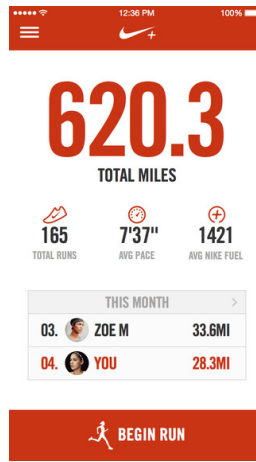 12:36 PM 100%
620.3
TOTAL MILES
165 7'37" 1421
TOTAL RUNS AVG PACE AVG NIKE FUEL
THIS MONTH
03. ZOE M 33.6MI
04. YOU 28.3MI
BEGIN RUN